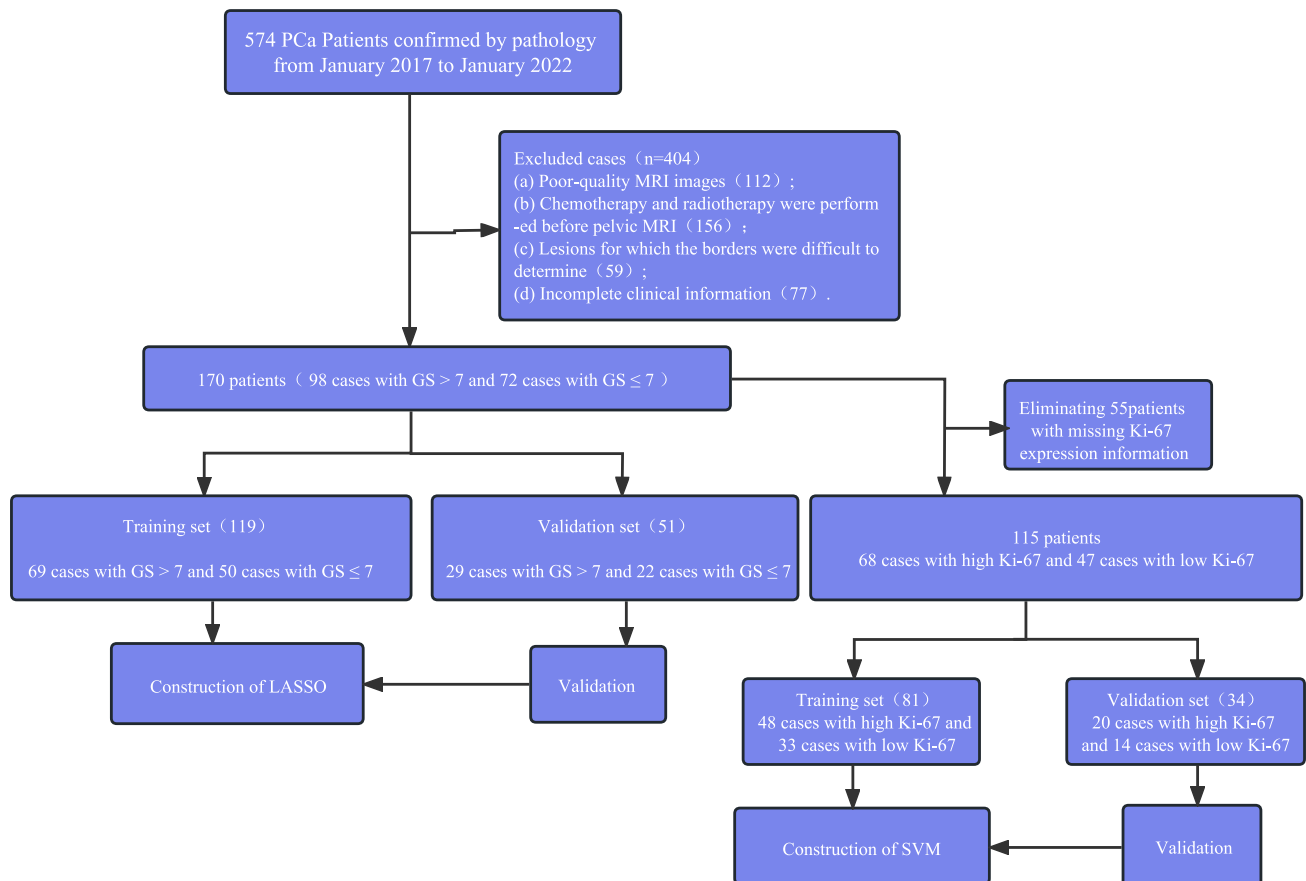 574 PCa Patients confirmed by pathology
from January 2017 to January 2022
Excluded cases（n=404）
(a) Poor-quality MRI images（112）;
(b) Chemotherapy and radiotherapy were perform
-ed before pelvic MRI（156）;
(c) Lesions for which the borders were difficult to
determine（59）;
(d) Incomplete clinical information（77）.
170 patients（ 98 cases with GS > 7 and 72 cases with GS ≤ 7 ）
Eliminating 55patients
with missing Ki-67
expression information
Training set（119）
69 cases with GS > 7 and 50 cases with GS ≤ 7
Validation set（51）
29 cases with GS > 7 and 22 cases with GS ≤ 7
115 patients
68 cases with high Ki-67 and 47 cases with low Ki-67
Construction of LASSO
Validation
Training set（81）
48 cases with high Ki-67 and
33 cases with low Ki-67
Validation set（34）
20 cases with high Ki-67
and 14 cases with low Ki-67
Construction of SVM
Validation